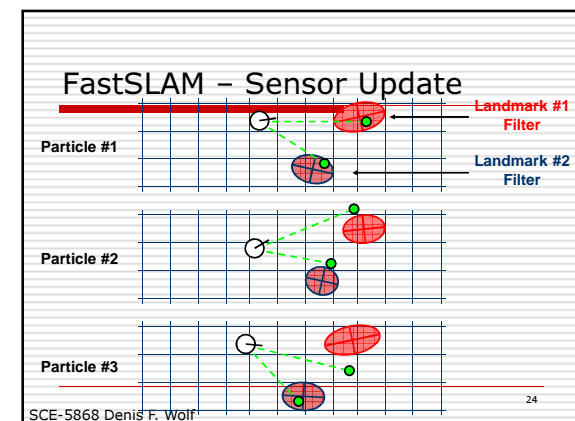 FastSLAM – Sensor Update
Landmark #1
Filter
Particle #1
Landmark #2
Filter
Particle #2
Particle #3
24
SCE-5868 Denis F. Wolf